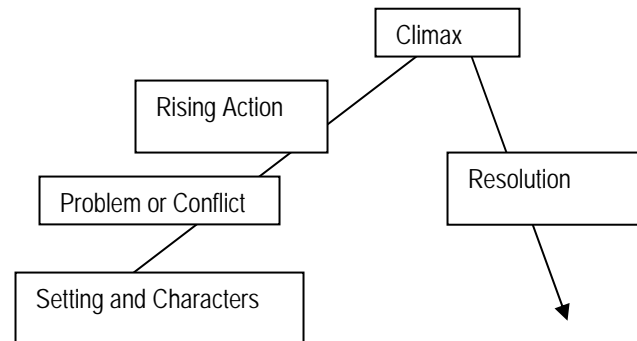 Climax
Rising Action
Problem or Conflict
Resolution
Setting and Characters